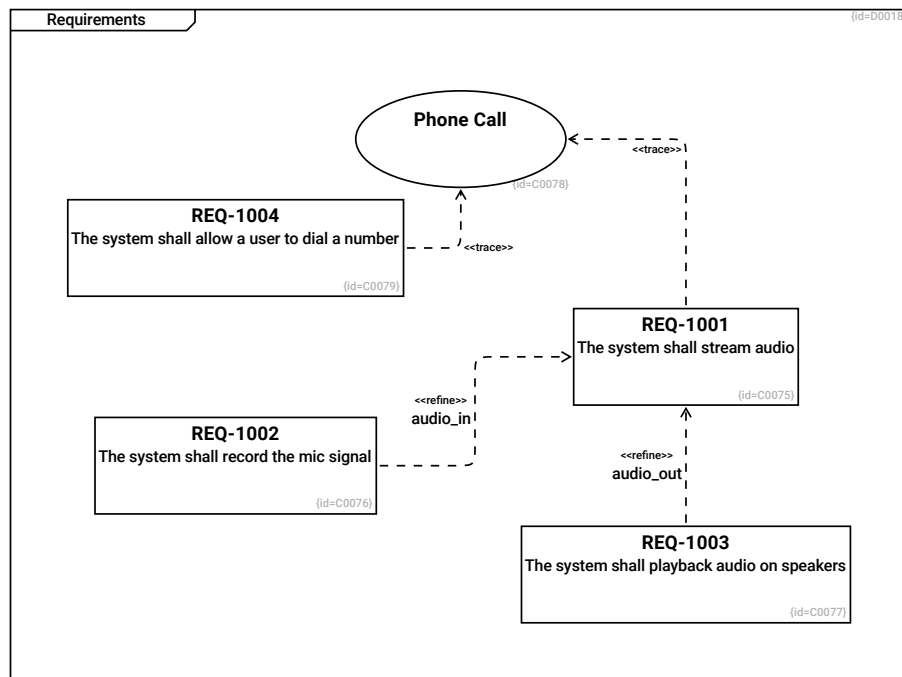 Requirements
{id=D0018
Phone Call
<<trace>>
{id=C0078}
REQ-1004
The system shall allow a user to dial a number
<<trace>>
{id=C0079}
REQ-1001
The system shall stream audio
{id=C0075}
<<refine>>
audio_in
REQ-1002
The system shall record the mic signal
{id=C0076}
<<refine>>
audio_out
REQ-1003
The system shall playback audio on speakers
{id=C0077}